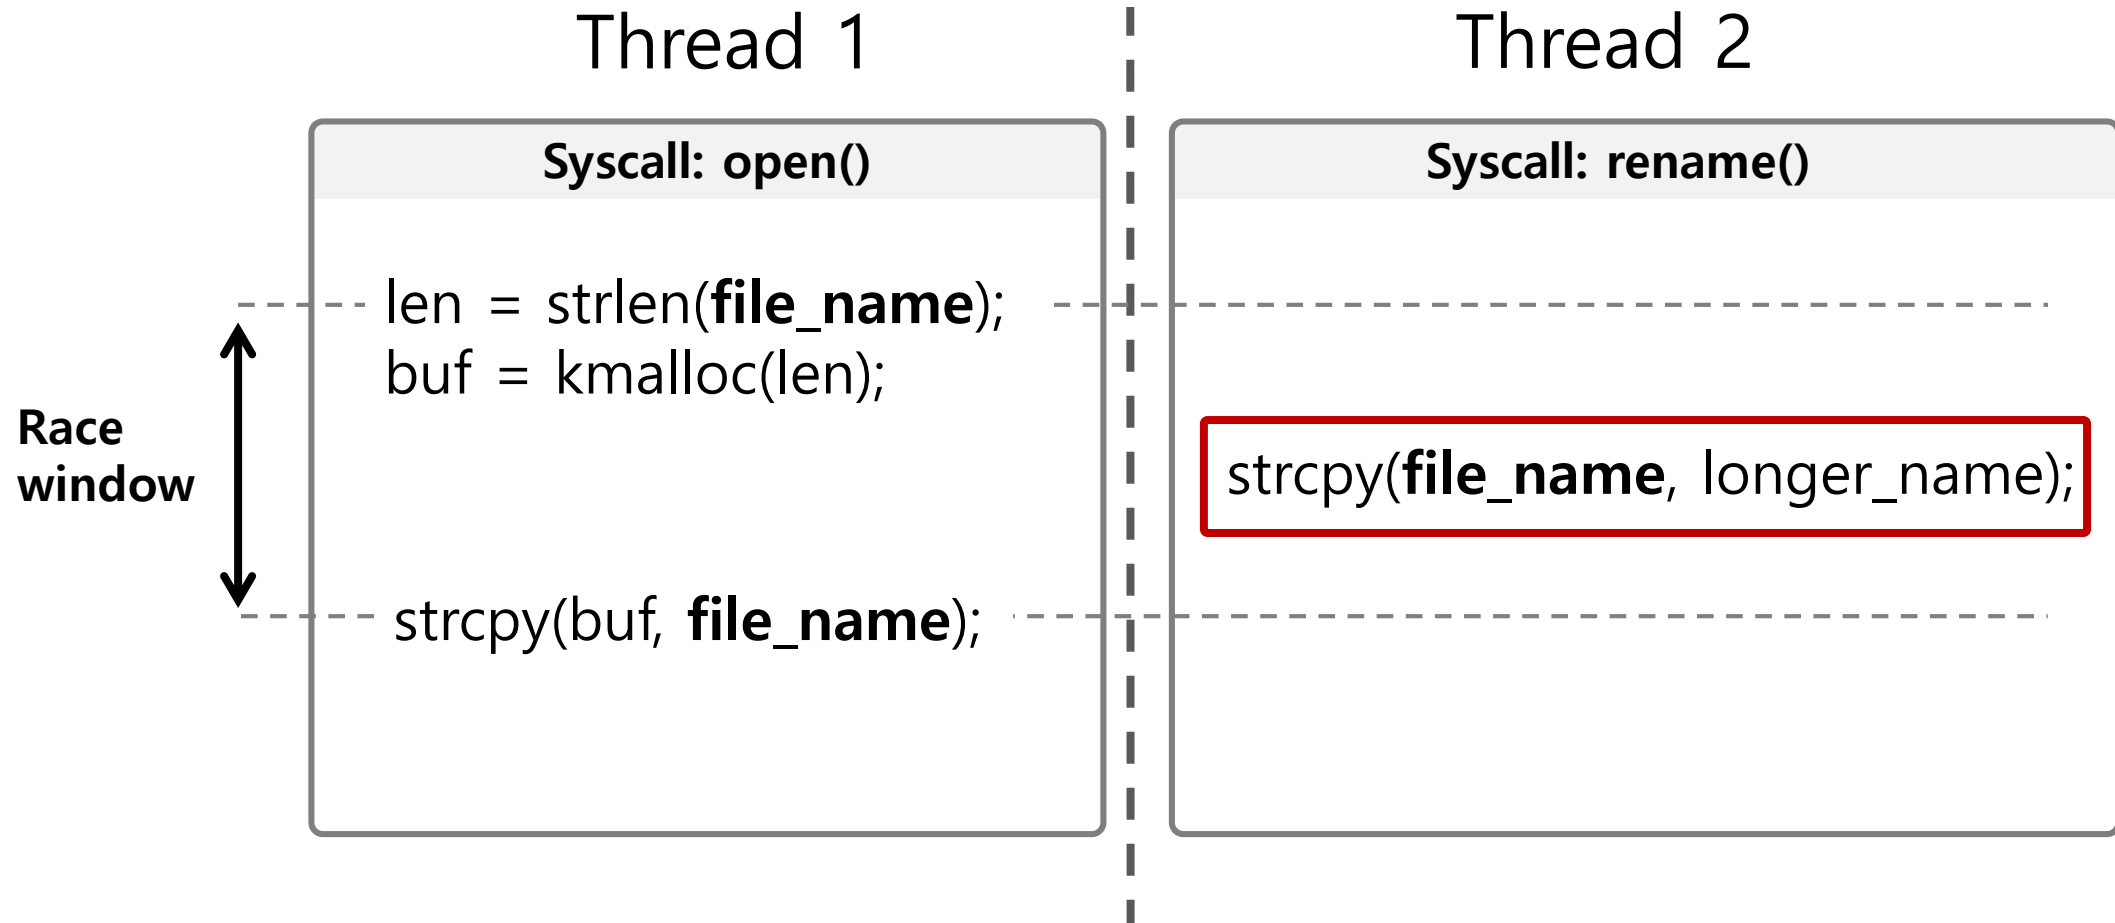 Thread 1
Thread 2
Syscall: open()
Syscall: rename()
len = strlen(file_name);
buf = kmalloc(len);
Race
window
strcpy(file_name, longer_name);
strcpy(buf, file_name);